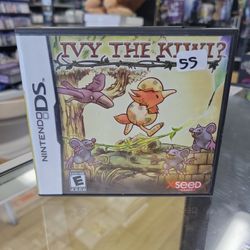 IVY THE KIWI?
55
NINTENDO DS
E
XSEED